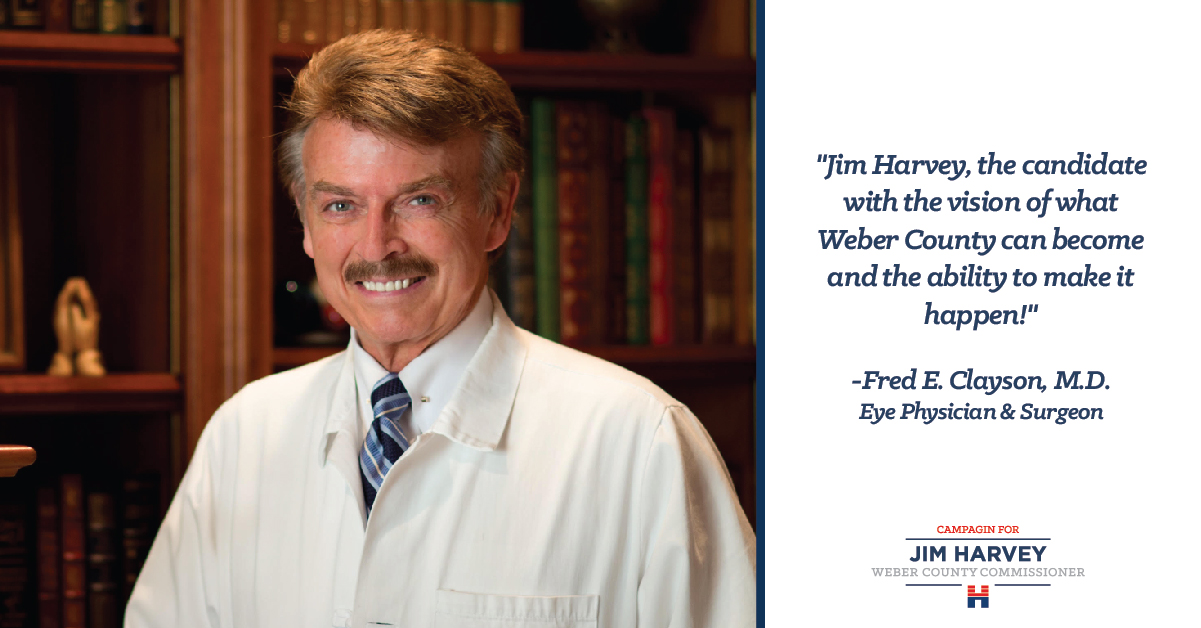 "Jim Harvey, the candidate
with the vision of what
Weber County can become
and the ability to make it
happen!"
-Fred E. Clayson, M.D.
Eye Physician & Surgeon
CAMPAGIN FOR
JIM HARVEY
WEBER COUNTY COMMISSIONER